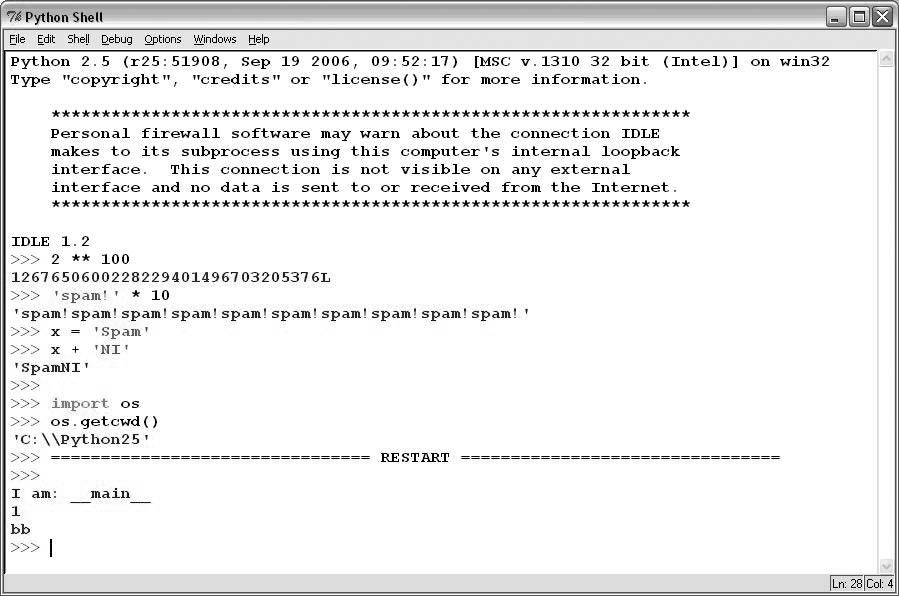 Python Shell
File Edit Shell Debug Options Windows Help
Python 2.5 (r25:51908, Sep 19 2006, 09:52:17) [MSC v.1310 32 bit (Intel)] on win32
Type "copyright", "credits" or "license()" for more information.
****************************************************************
Personal firewall software may warn about the connection IDLE
makes to its subprocess using this computer's internal loopback
interface.  This connection is not visible on any external
interface and no data is sent to or received from the Internet.
****************************************************************
IDLE 1.2
>>> 2 ** 100
1267650600228229401496703205376L
>>> 'spam!' * 10
'spam!spam!spam!spam!spam!spam!spam!spam!spam!spam!'
>>> x = 'Spam'
>>> x + 'NI'
'SpamNI'
>>>
>>> import os
>>> os.getcwd()
'C:\\Python25'
>>> ================================ RESTART ================================
>>>
I am: __main__
1
bb
>>>
Ln: 28 Col: 4